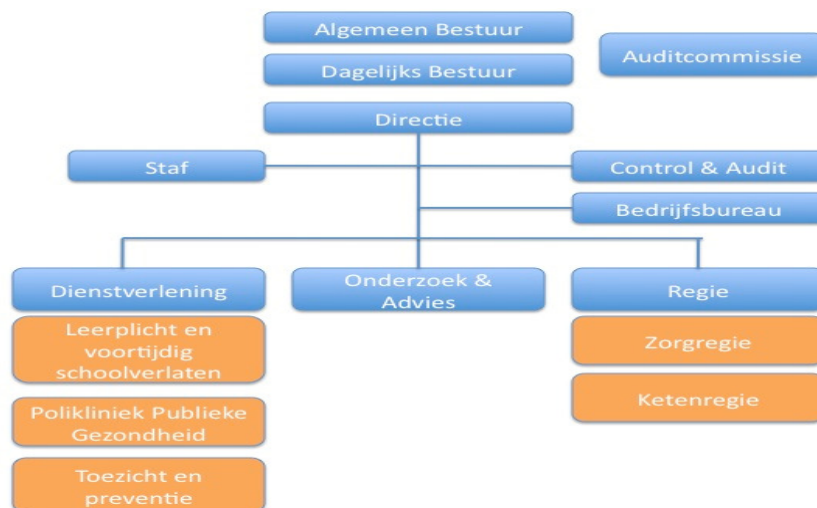 Algemeen Bestuur
Auditcommissie
Dagelijks Bestuur
Directie
Staf
Control & Audit
Bedrijfsbureau
Dienstverlening
Onderzoek &
Advies
Regie
Leerplicht en
voortijdig
schoolverlaten
Zorgregie
Polikliniek Publieke
Gezondheid
Ketenregie
Toezicht en
preventie